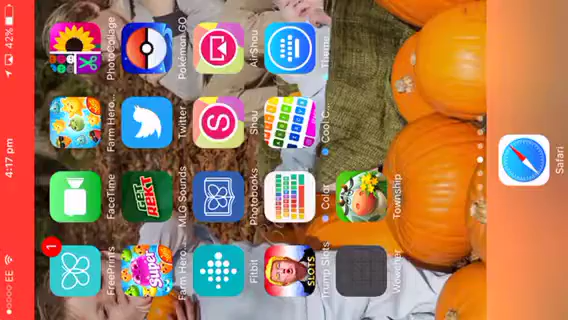 EE 4:17 pm 42%
1
FreePrints FaceTime Farm Hero... PhotoCollage
Super GET REKT
Farm Hero... MLG Sounds Twitter Pokémon GO
Fitbit Photobooks Shou AirShou
SLOTS
Trump Slots Color Cool C... Theme
Wowcher Township
Safari